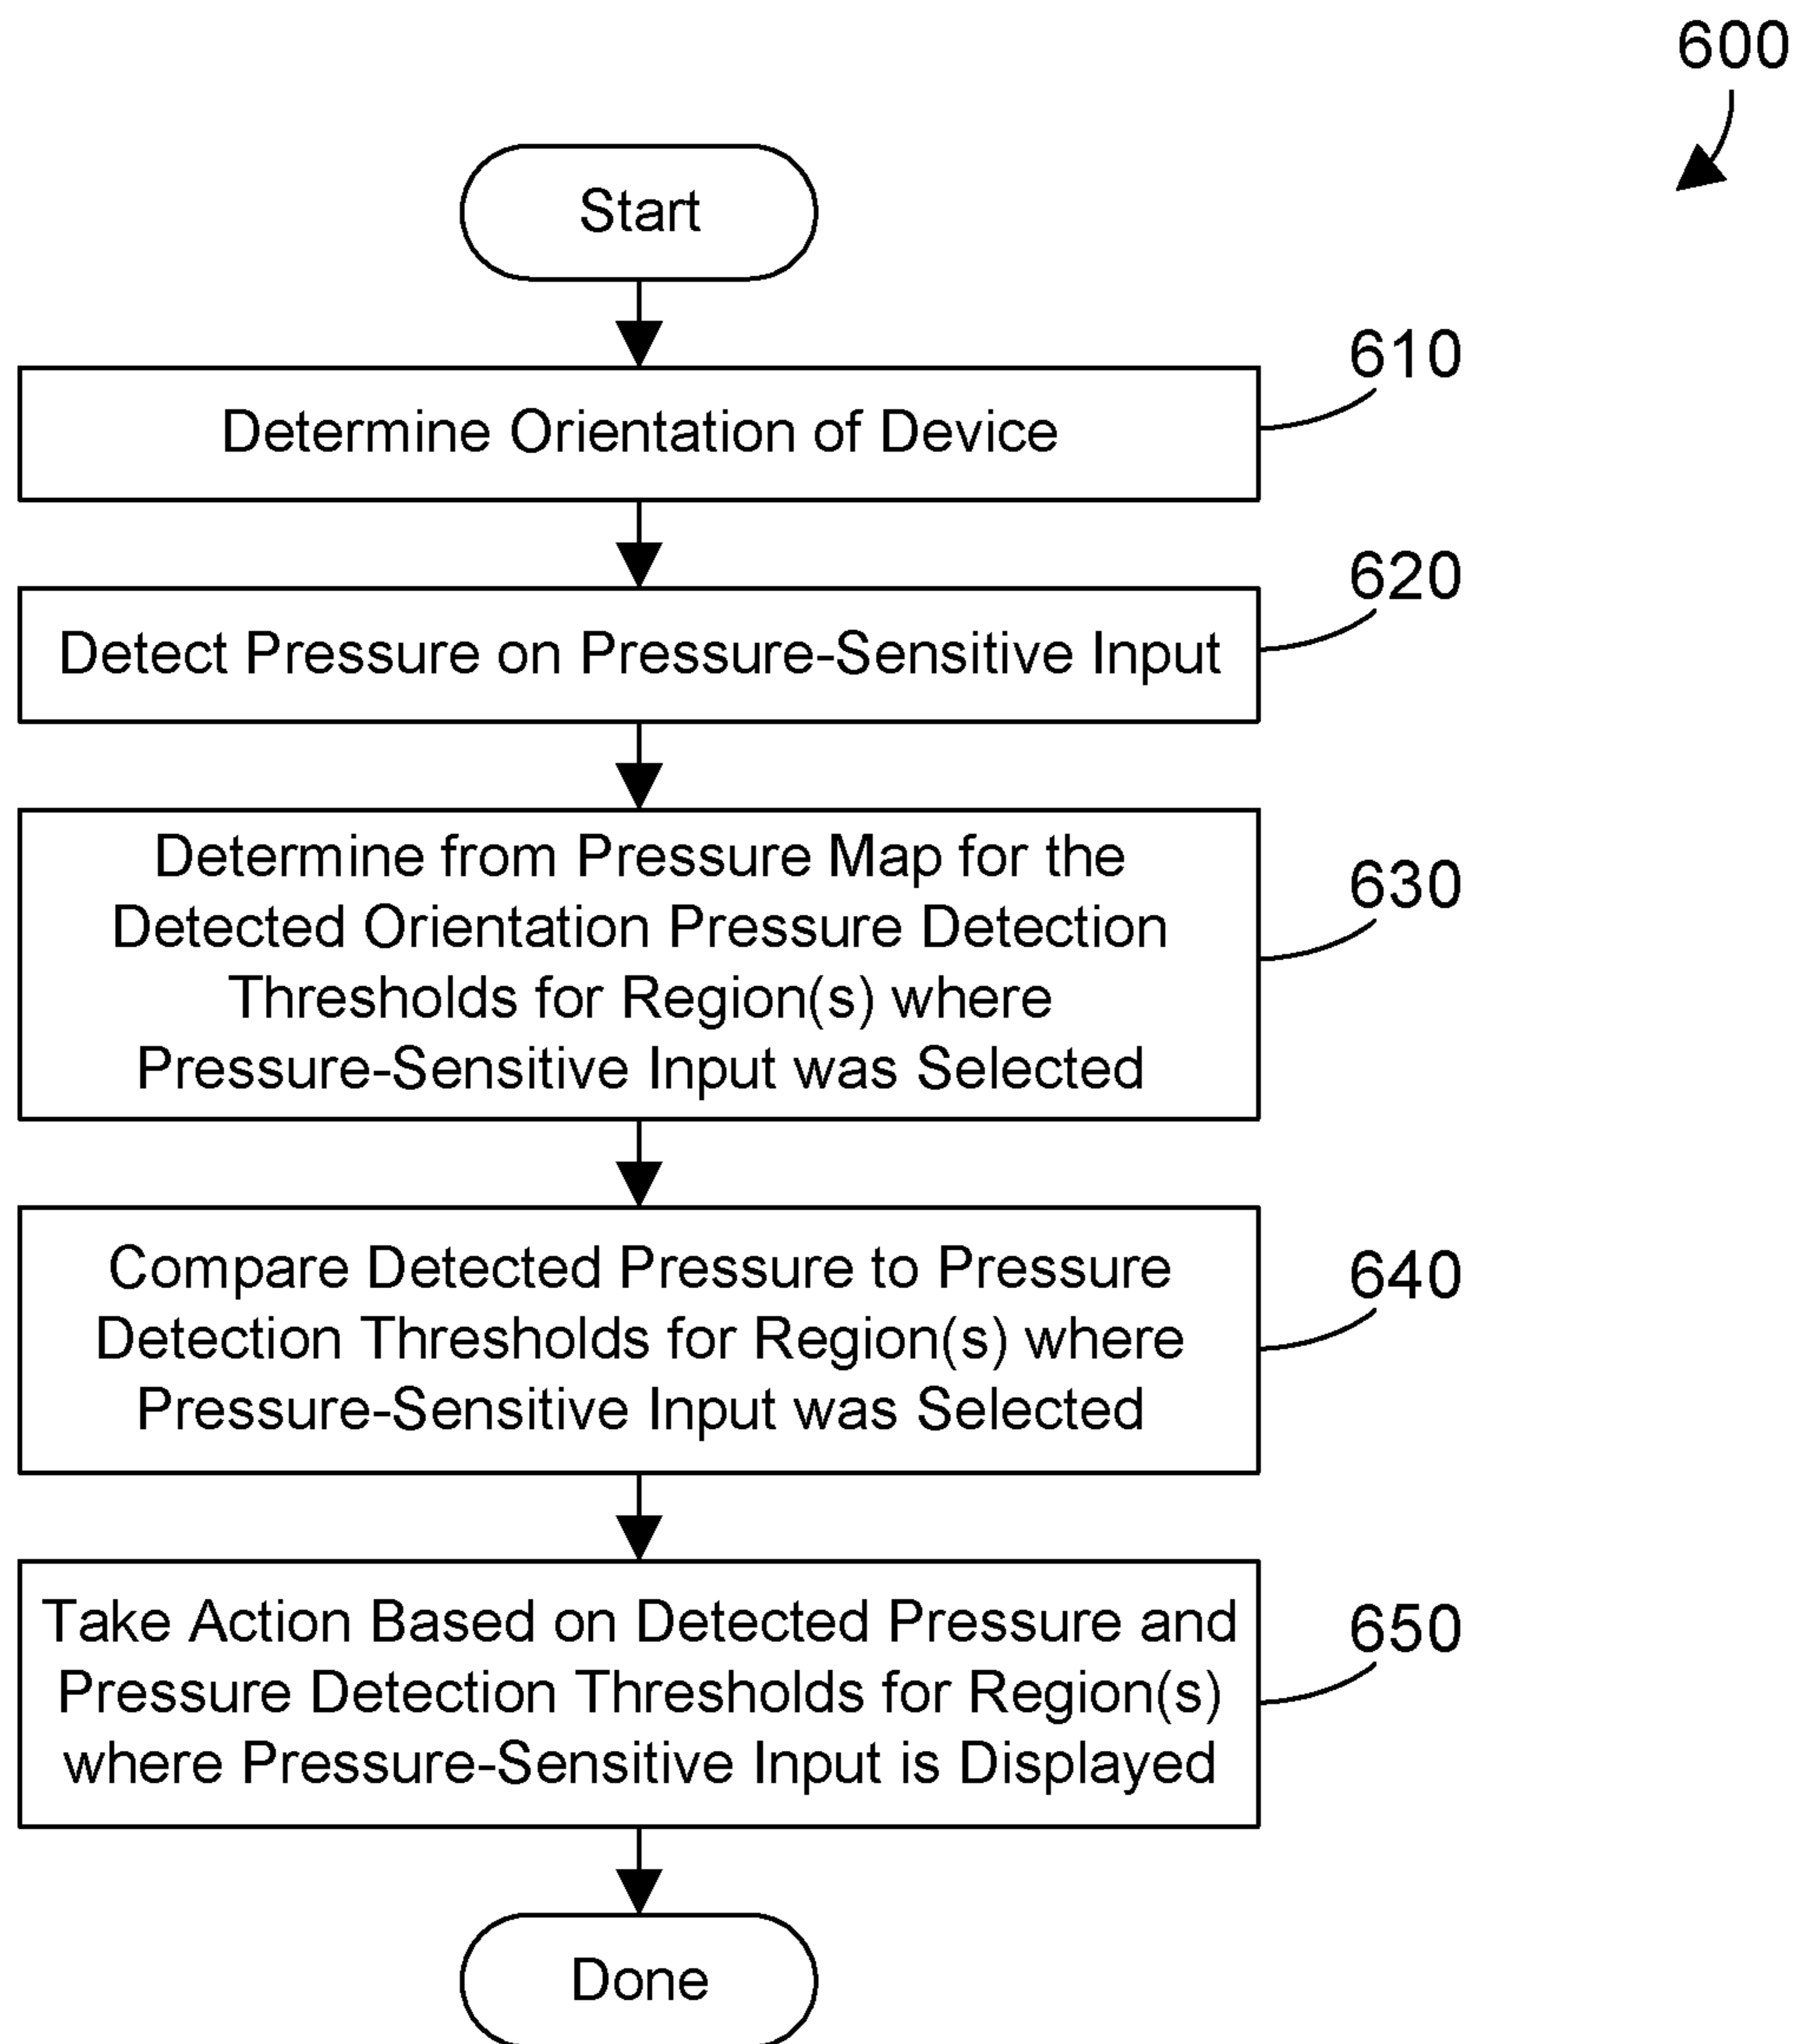 600
Start
610
Determine Orientation of Device
620
Detect Pressure on Pressure-Sensitive Input
Determine from Pressure Map for the
630
Detected Orientation Pressure Detection
Thresholds for Region(s) where
Pressure-Sensitive Input was Selected
640
Compare Detected Pressure to Pressure
Detection Thresholds for Region(s) where
Pressure-Sensitive Input was Selected
650
Take Action Based on Detected Pressure and
Pressure Detection Thresholds for Region(s)
where Pressure-Sensitive Input is Displayed
Done